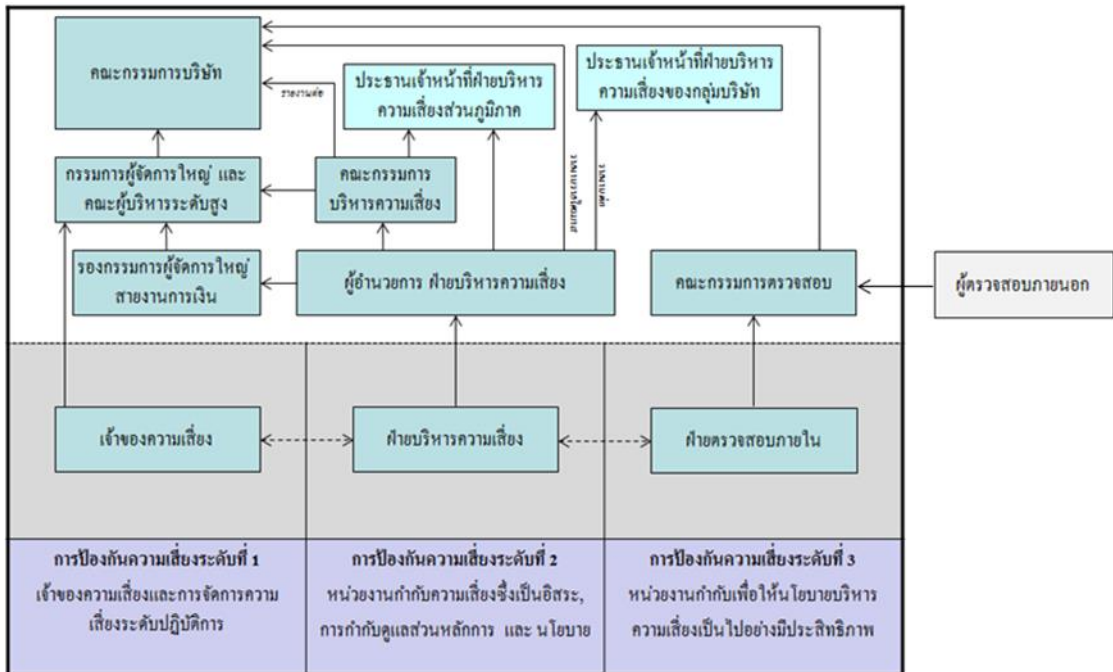 คณะกรรมการบริษัท
ประธานเจ้าหน้าที่ฝ่ายบริหาร
ความเสี่ยงส่วนภูมิภาค
ประธานเจ้าหน้าที่ฝ่ายบริหาร
ความเสี่ยงของกลุ่มบริษัท
รายงานต่อ
กรรมการผู้จัดการใหญ่ และ
คณะผู้บริหารระดับสูง
คณะกรรมการ
บริหารความเสี่ยง
รองกรรมการผู้จัดการใหญ่
สายงานการเงิน
ผู้อำนวยการ ฝ่ายบริหารความเสี่ยง
คณะกรรมการตรวจสอบ
ผู้ตรวจสอบภายนอก
เจ้าของความเสี่ยง
ฝ่ายบริหารความเสี่ยง
ฝ่ายตรวจสอบภายใน
การป้องกันความเสี่ยงระดับที่ 1
เจ้าของความเสี่ยงและการจัดการความ
เสี่ยงระดับปฏิบัติการ
การป้องกันความเสี่ยงระดับที่ 2
หน่วยงานกำกับความเสี่ยงซึ่งเป็นอิสระ,
การกำกับดูแลส่วนหลักการ และ นโยบาย
การป้องกันความเสี่ยงระดับที่ 3
หน่วยงานกำกับเพื่อให้นโยบายบริหาร
ความเสี่ยงเป็นไปอย่างมีประสิทธิภาพ